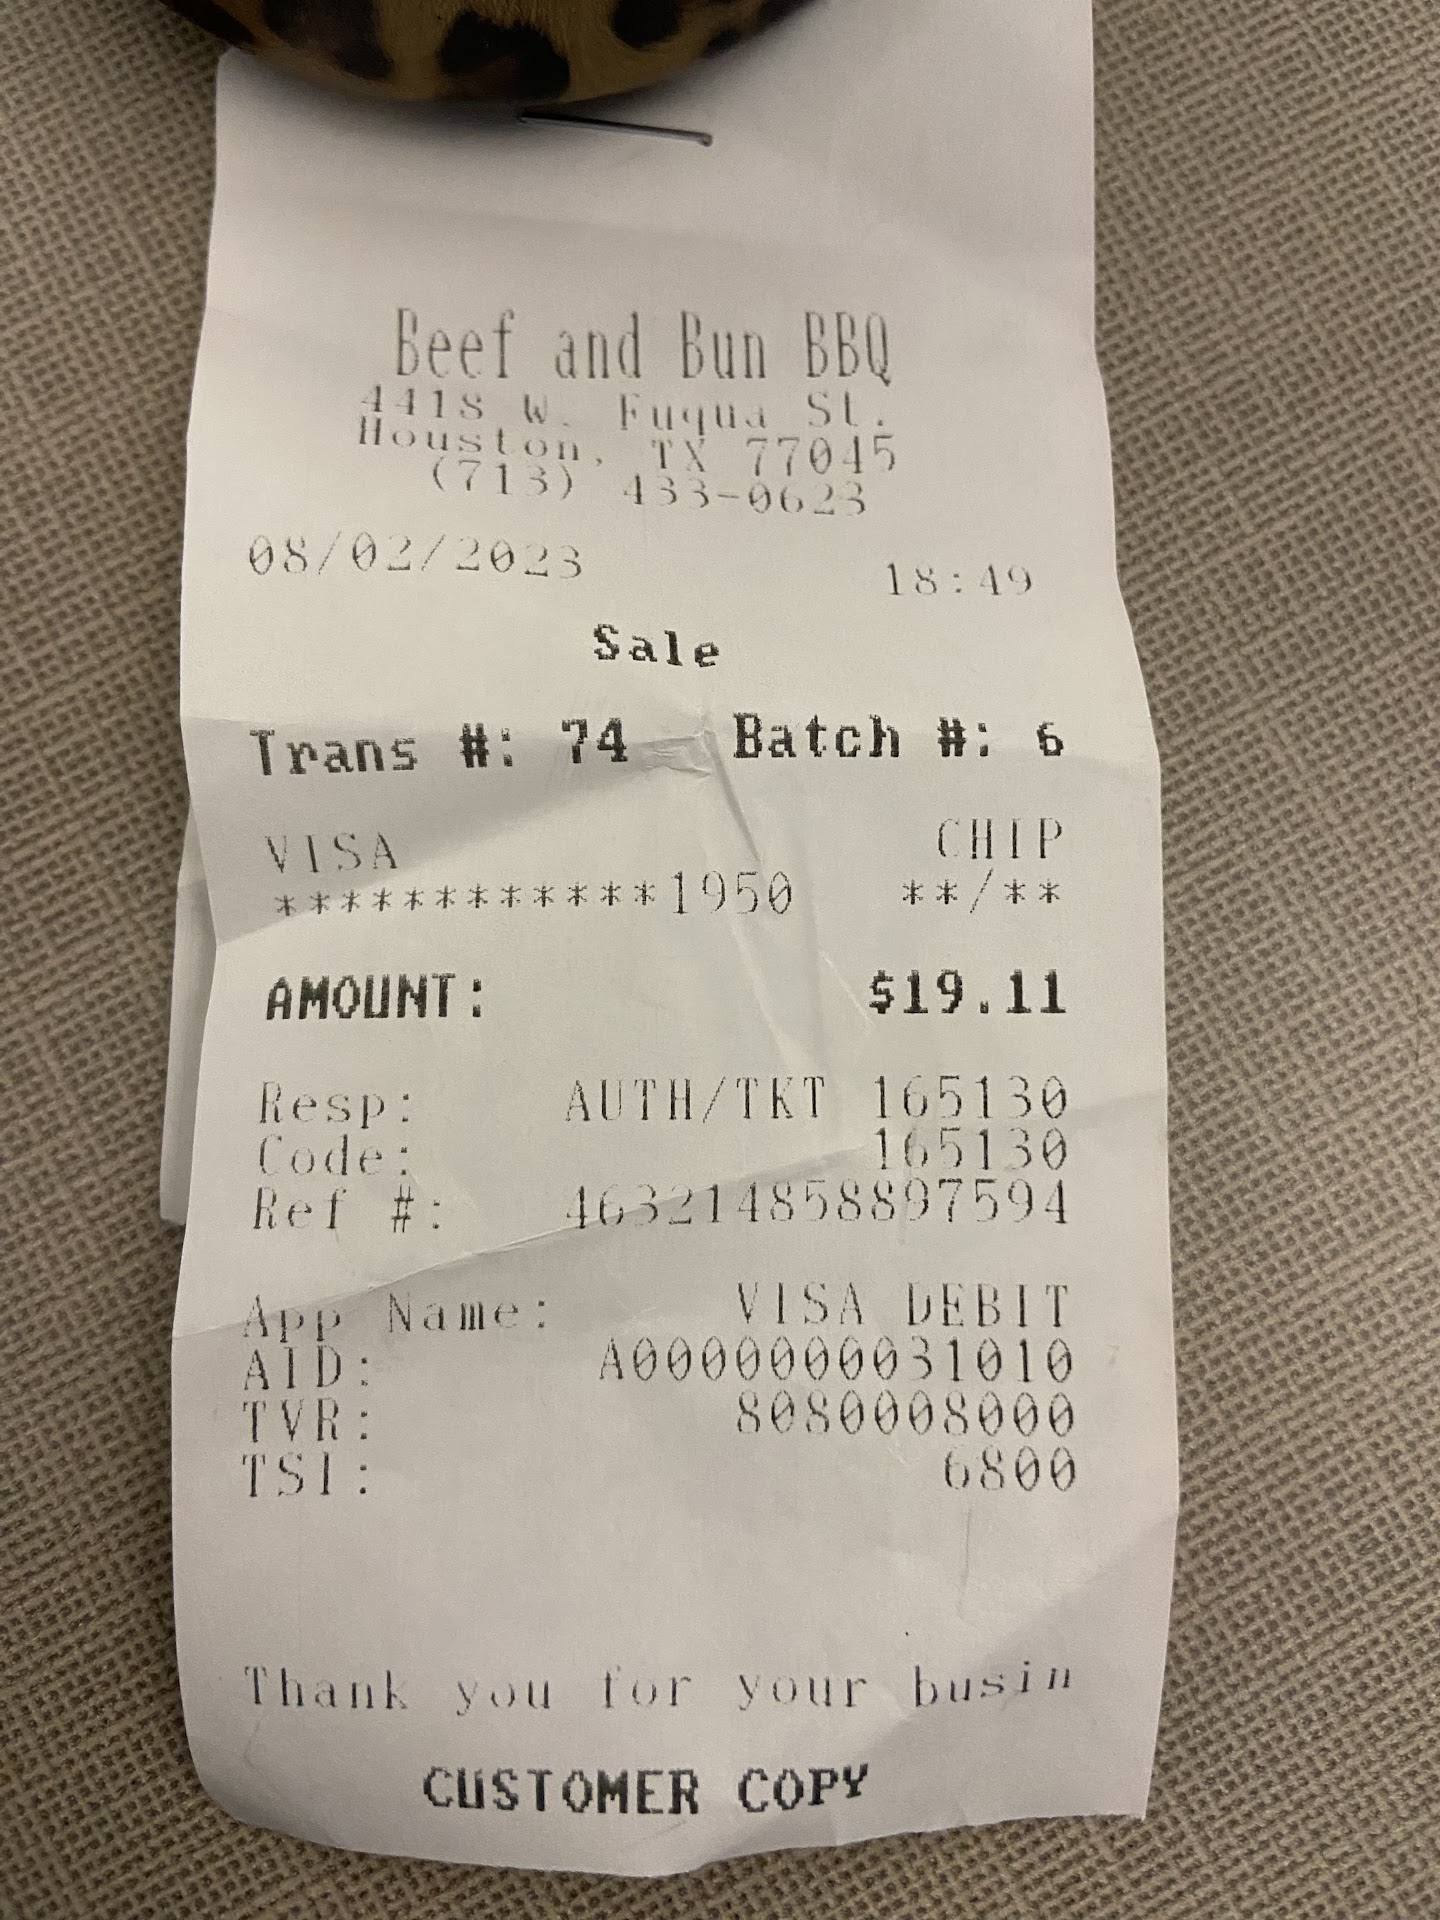 Beef and Bun BBQ
4418 W. Fuqua St.
Houston, TX 77045
(713) 433-0623
08/02/2023 18:49
Sale
Trans #: 74 Batch #: 6
VISA CHIP
************1950 **/**
AMOUNT: $19.11
Resp: AUTH/TKT 165130
Code: 165130
Ref #: 463214858897594
App Name: VISA DEBIT
AID: A0000000031010
TVR: 8080008000
TSI: 6800
Thank you for your busin
CUSTOMER COPY